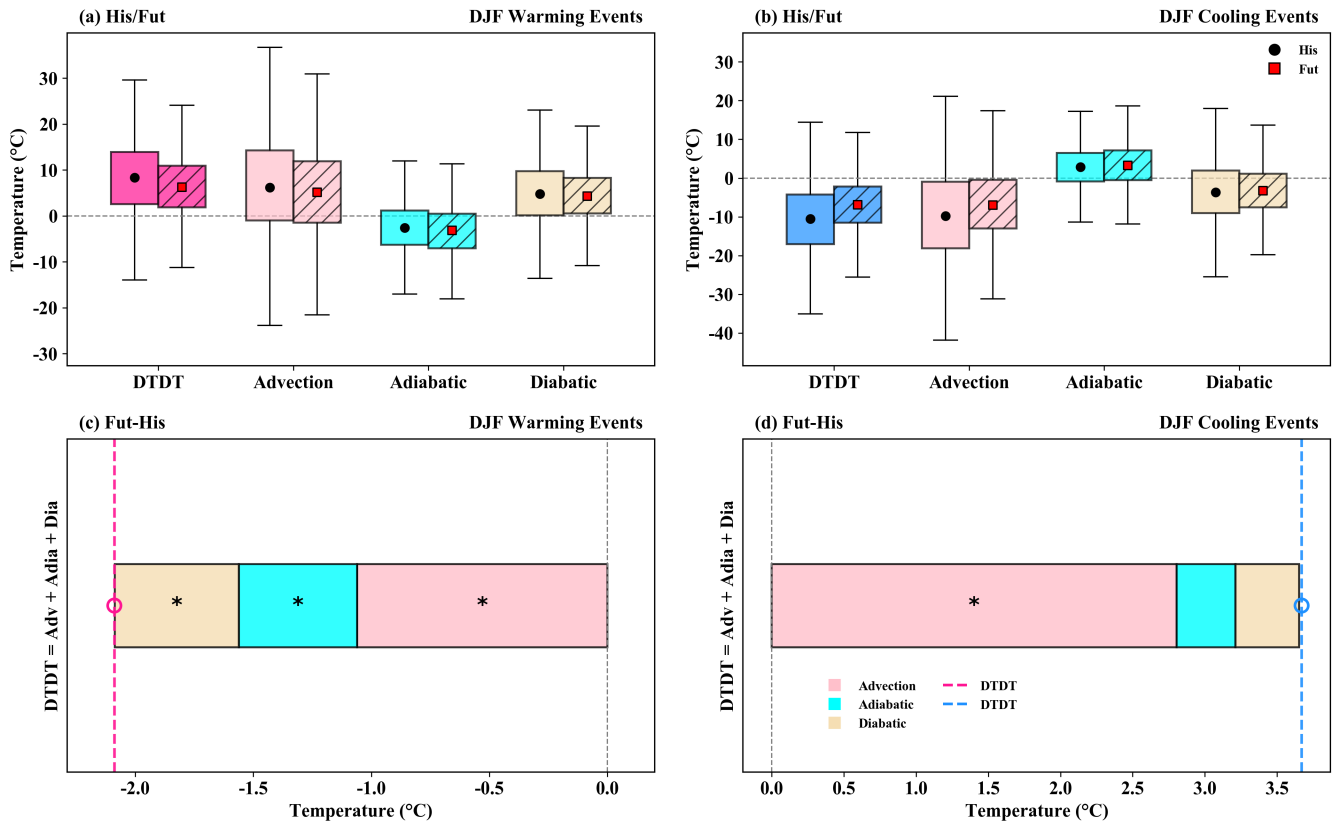 (a) His/Fut
DJF Warming Events
Temperature (°C)
30
20
10
0
-10
-20
-30
DTDT
Advection
Adiabatic
Diabatic
(b) His/Fut
DJF Cooling Events
Temperature (°C)
30
20
10
0
-10
-20
-30
-40
His
Fut
DTDT
Advection
Adiabatic
Diabatic
(c) Fut-His
DJF Warming Events
DTDT = Adv + Adia + Dia
* * *
-2.0
-1.5
-1.0
-0.5
0.0
Temperature (°C)
(d) Fut-His
DJF Cooling Events
DTDT = Adv + Adia + Dia
*
Advection
Adiabatic
Diabatic
DTDT
DTDT
0.0
0.5
1.0
1.5
2.0
2.5
3.0
3.5
Temperature (°C)